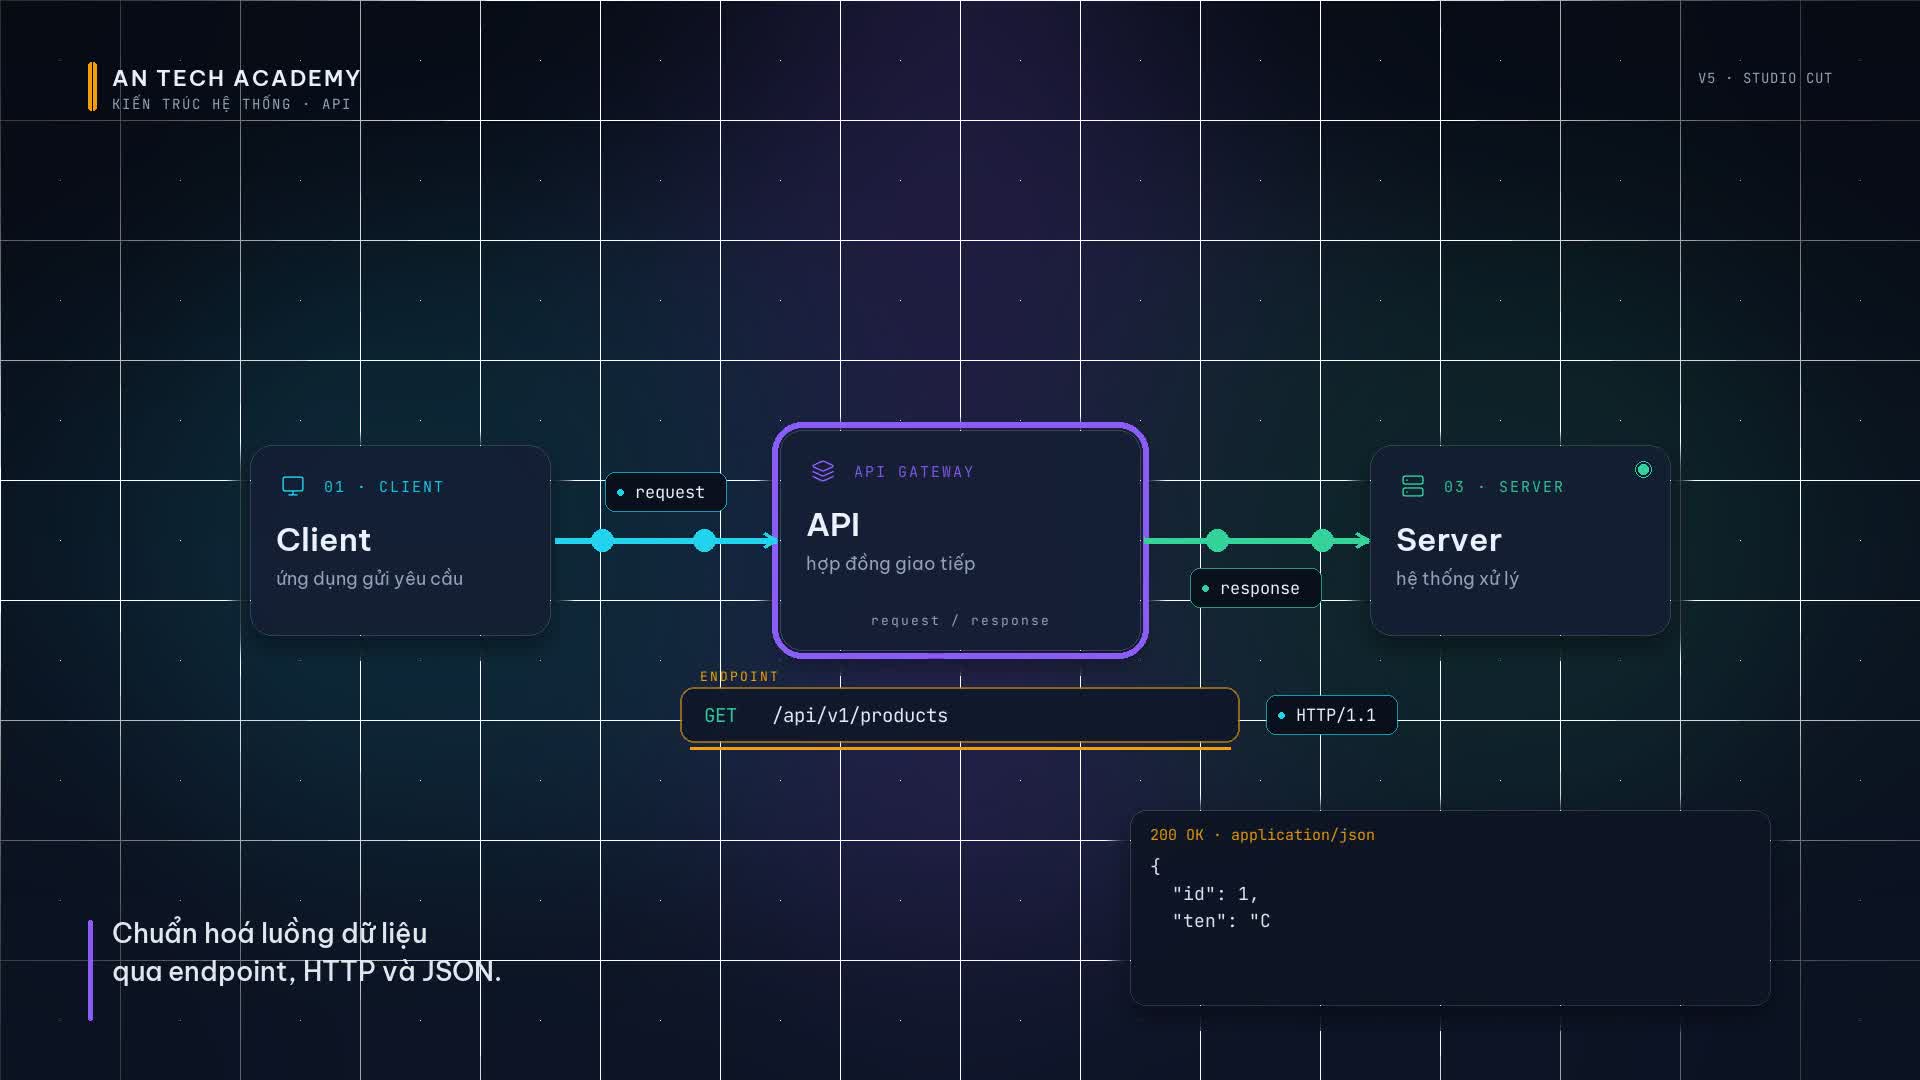 AN TECH ACADEMY
KIẾN TRÚC HỆ THỐNG · API
V5 · STUDIO CUT
01 · CLIENT
Client
ứng dụng gửi yêu cầu
request
API GATEWAY
API
hợp đồng giao tiếp
request / response
response
03 · SERVER
Server
hệ thống xử lý
ENDPOINT
GET /api/v1/products
HTTP/1.1
200 OK · application/json
{
"id": 1,
"ten": "C
Chuẩn hoá luồng dữ liệu
qua endpoint, HTTP và JSON.